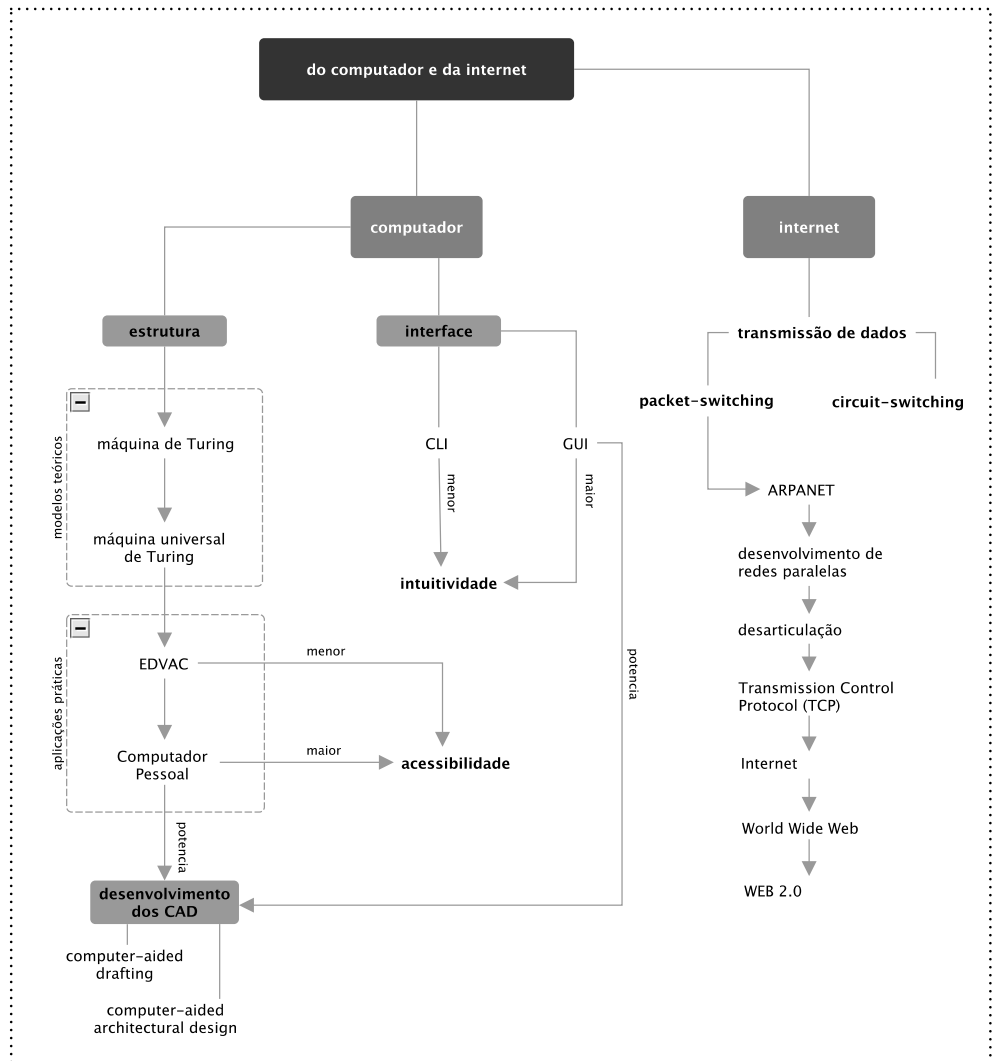 do computador e da internet
computador
internet
estrutura
interface
transmissão de dados
packet-switching
circuit-switching
modelos teóricos
máquina de Turing
CLI
GUI
menor
maior
ARPANET
máquina universal
de Turing
desenvolvimento de
redes paralelas
intuitividade
desarticulação
aplicações práticas
EDVAC
menor
potencia
Transmission Control
Protocol (TCP)
Computador
Pessoal
maior
acessibilidade
Internet
potencia
World Wide Web
desenvolvimento
dos CAD
WEB 2.0
computer-aided
drafting
computer-aided
architectural design